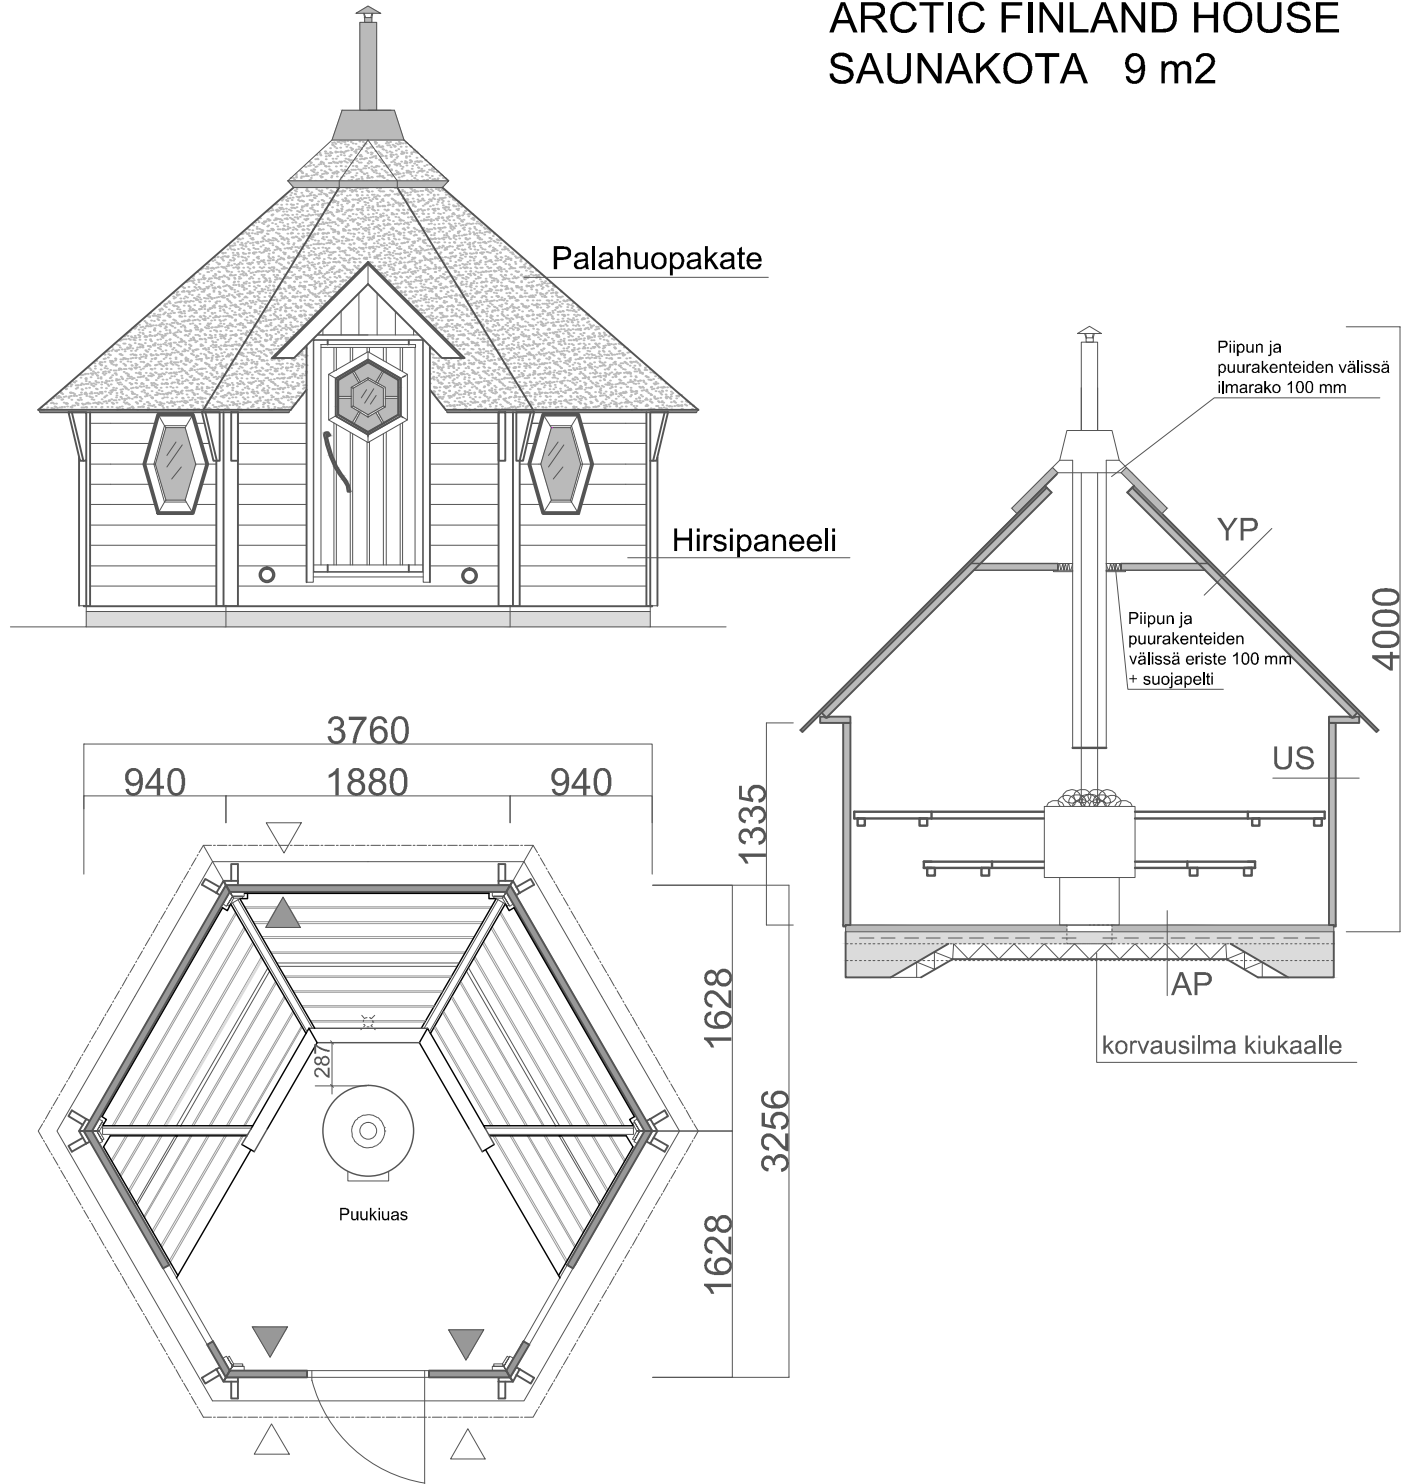 ARCTIC FINLAND HOUSE
SAUNAKOTA 9 m2
Palahuopakate
Hirsipaneeli
Piipun ja
puurakenteiden välissä
ilmarako 100 mm
YP
Piipun ja
puurakenteiden
välissä eriste 100 mm
+ suojapelti
4000
US
1335
AP
korvausilma kiukaalle
3760
940
1880
940
287
1628
3256
1628
Puukiuas